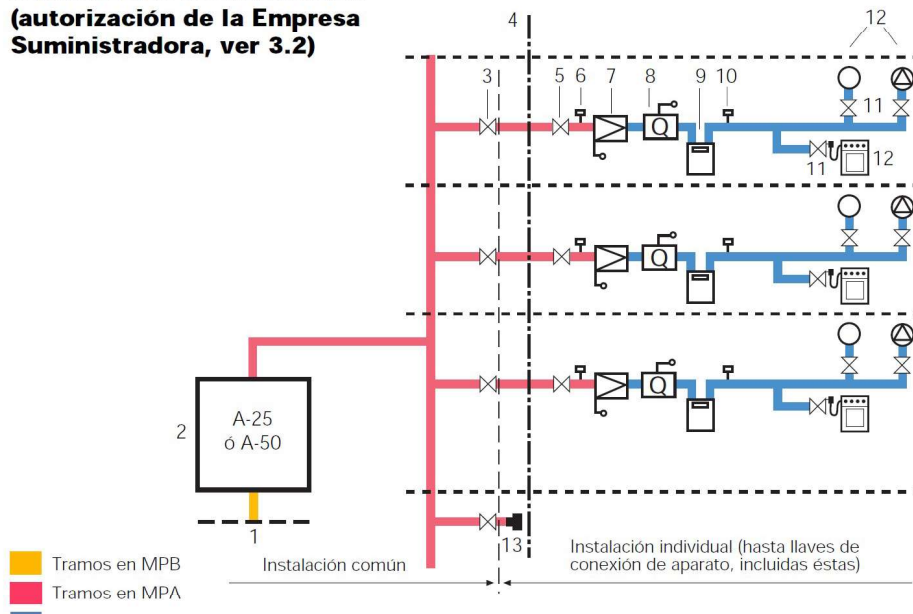 (autorización de la Empresa
Suministradora, ver 3.2)
4
12
3
5
6
7
8
9
10
11
Q
11
12
Q
Q
2
A-25
ó A-50
1
13
Tramos en MPB
Instalación común
Instalación individual (hasta llaves de
conexión de aparato, incluidas éstas)
Tramos en MPA